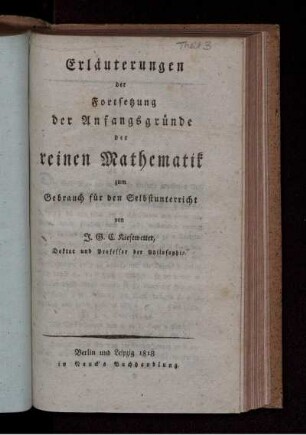 Erläuterungen
der
Fortsetzung
der Anfangsgründe
der
reinen Mathematik
zum
Gebrauch für den Selbstunterricht
von
J. G. C. Kiesewetter,
Doktor und Professor der Philosophie
Berlin und Leipzig 1818
in Naucks Buchhandlung